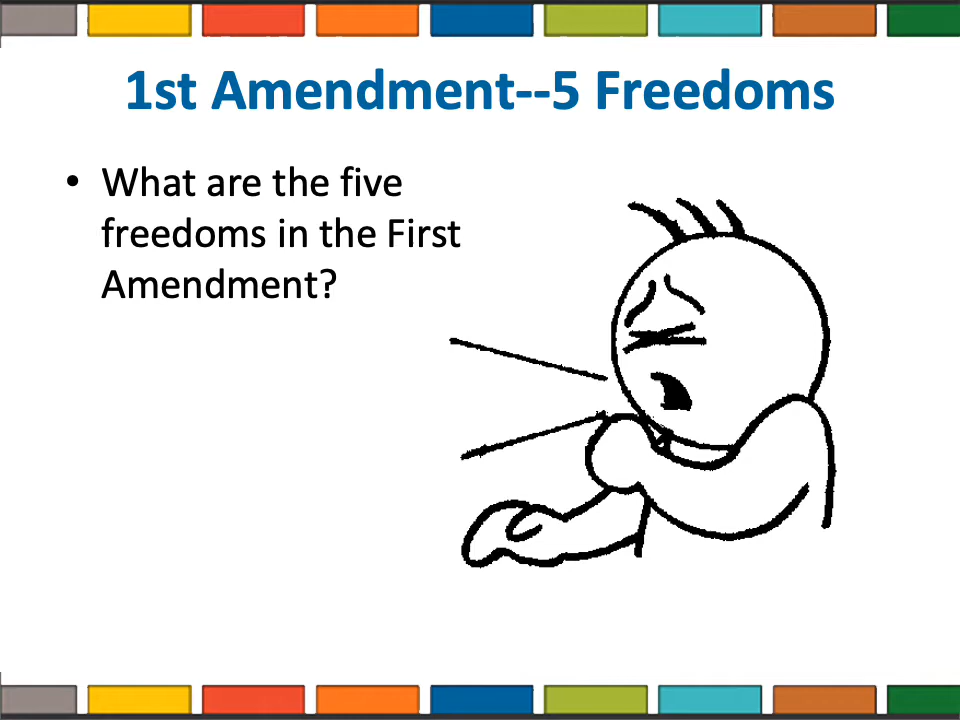 1st Amendment--5 Freedoms
• What are the five
freedoms in the First
Amendment?